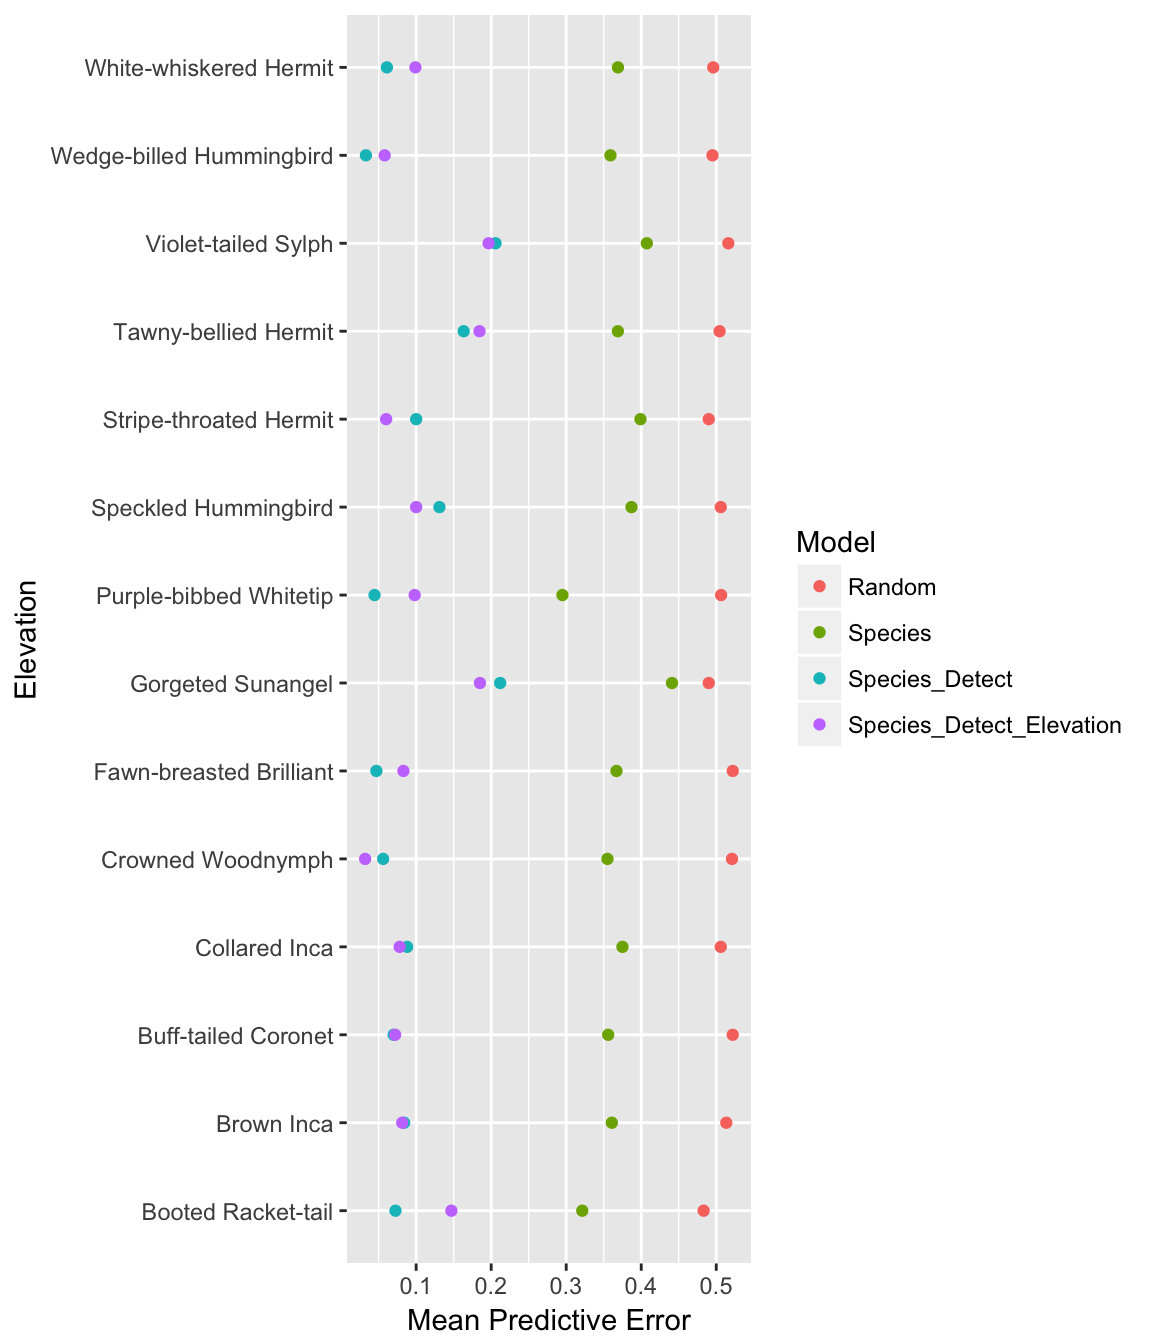 White-whiskered Hermit
Wedge-billed Hummingbird
Violet-tailed Sylph
Tawny-bellied Hermit
Stripe-throated Hermit
Speckled Hummingbird
Purple-bibbed Whitetip
Gorgeted Sunangel
Fawn-breasted Brilliant
Crowned Woodnymph
Collared Inca
Buff-tailed Coronet
Brown Inca
Booted Racket-tail
Elevation
0.1 0.2 0.3 0.4 0.5
Mean Predictive Error
Model
Random
Species
Species_Detect
Species_Detect_Elevation